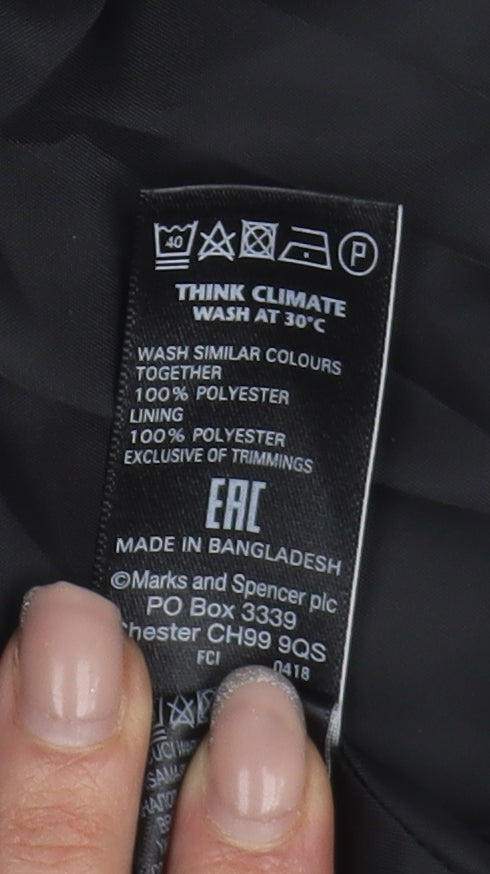 40 P
THINK CLIMATE
WASH AT 30°C
WASH SIMILAR COLOURS
TOGETHER
100% POLYESTER
LINING
100% POLYESTER
EXCLUSIVE OF TRIMMINGS
EAC
MADE IN BANGLADESH
©Marks and Spencer plc
PO Box 3339
Chester CH99 9QS
FCI 0418